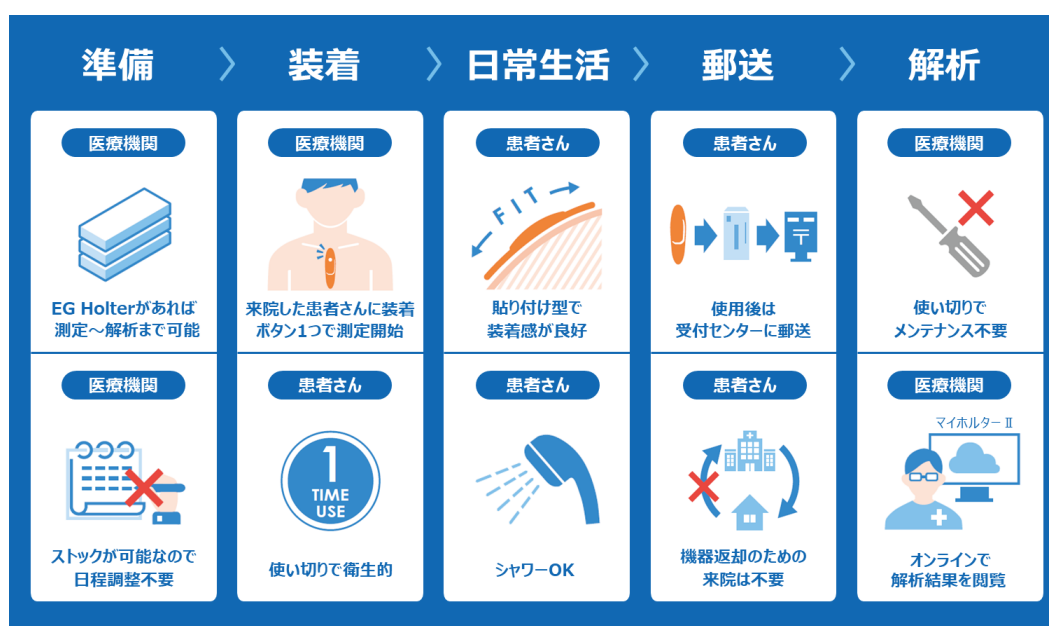 準備
装着
日常生活
郵送
解析
医療機関
EG Holterがあれば
測定～解析まで可能
医療機関
来院した患者さんに装着
ボタン1つで測定開始
患者さん
FIT
貼り付け型で
装着感が良好
患者さん
〒
使用後は
受付センターに郵送
医療機関
使い切りで
メンテナンス不要
医療機関
ストックが可能なので
日程調整不要
患者さん
1
TIME
USE
使い切りで衛生的
患者さん
シャワーOK
患者さん
機器返却のための
来院は不要
医療機関
マイホルターⅡ
オンラインで
解析結果を閲覧